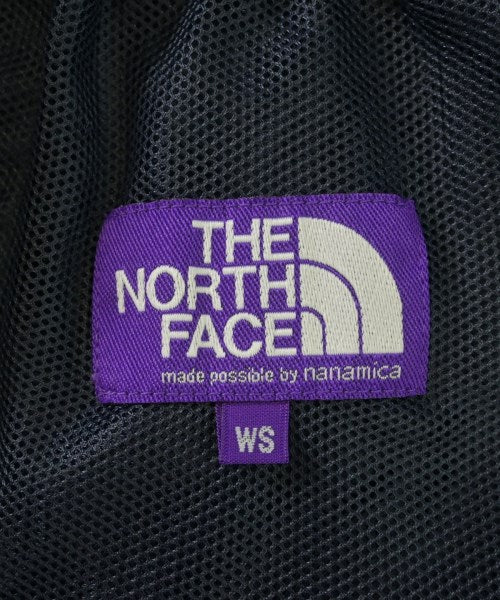 THE
NORTH
FACE
made possible by nanamica
WS